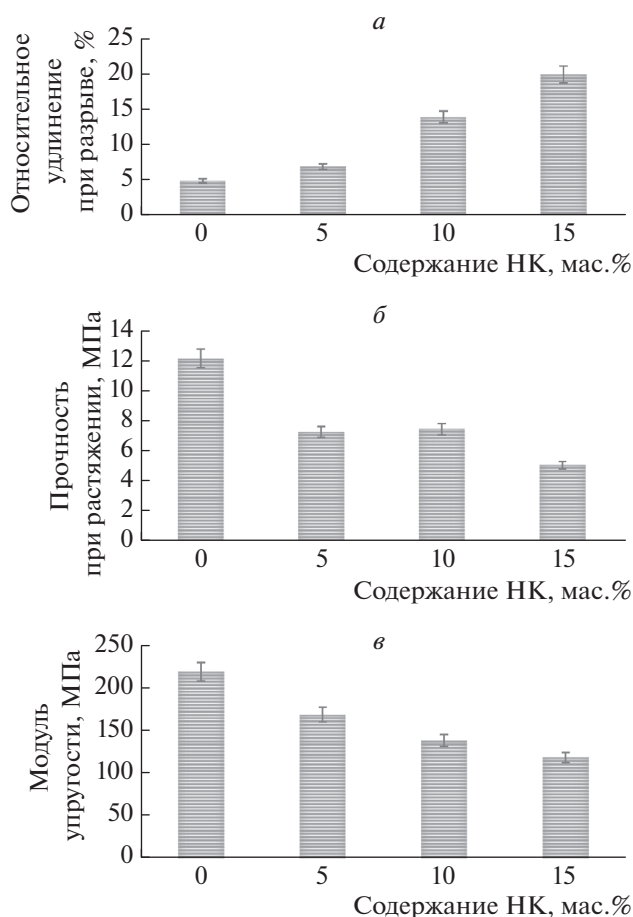 а
Относительное
удлинение
при разрыве, %
25
20
15
10
5
0
0 5 10 15
Содержание НК, мас.%
б
Прочность
при растяжении, МПа
14
12
10
8
6
4
2
0
0 5 10 15
Содержание НК, мас.%
в
Модуль
упругости, МПа
250
200
150
100
50
0
0 5 10 15
Содержание НК, мас.%